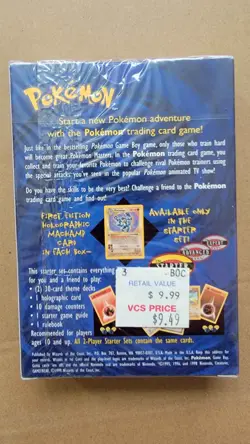 POKéMON
Start a new Pokémon adventure
with the Pokémon trading card game!
Just like in the bestselling Pokémon Game Boy game, only those who train hard
will become great Pokémon Masters. In the Pokémon trading card game, you
collect and train your favorite Pokémon to challenge rival Pokémon trainers using
the special attacks you've seen in the popular Pokémon animated TV show!
Do you have the skills to be the very best? Challenge a friend to the Pokémon
trading card game and find out!
FIRST EDITION
HOLOGRAPHIC
MACHAMP
CARD
IN EACH BOX—
AVAILABLE ONLY
IN THE
STARTER
SET!
EXPERT
ADVANCED
STARTER
This starter set contains everything
for you and a friend to play:
• (2) 30-card theme decks
• 1 holographic card
• 10 damage counters
• 1 starter game guide
• 1 rulebook
Recommended for players
ages 10 and up. All 2-Player Starter Sets contain the same cards.
3 BOC
RETAIL VALUE
$ 9.99
VCS PRICE
$9.49